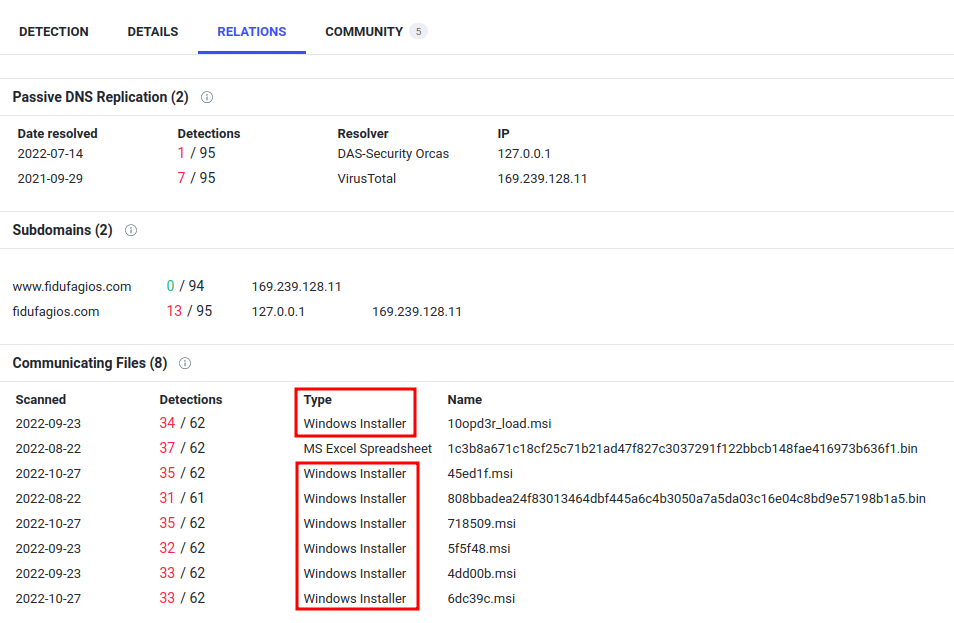 DETECTION DETAILS RELATIONS COMMUNITY 5
Passive DNS Replication (2)
Date resolved Detections Resolver IP
2022-07-14 1 / 95 DAS-Security Orcas 127.0.0.1
2021-09-29 7 / 95 VirusTotal 169.239.128.11
Subdomains (2)
www.fidufagios.com 0 / 94 169.239.128.11
fidufagios.com 13 / 95 127.0.0.1 169.239.128.11
Communicating Files (8)
Scanned Detections Type Name
2022-09-23 34 / 62 Windows Installer 10opd3r_load.msi
2022-08-22 37 / 62 MS Excel Spreadsheet 1c3b8a671c18cf25c71b21ad47f827c3037291f122bbcb148fae416973b636f1.bin
2022-10-27 35 / 62 Windows Installer 45ed1f.msi
2022-08-22 31 / 61 Windows Installer 808bbadea24f83013464dbf445a6c4b3050a7a5da03c16e04c8bd9e57198b1a5.bin
2022-10-27 35 / 62 Windows Installer 718509.msi
2022-09-23 32 / 62 Windows Installer 5f5f48.msi
2022-09-23 33 / 62 Windows Installer 4dd00b.msi
2022-10-27 33 / 62 Windows Installer 6dc39c.msi